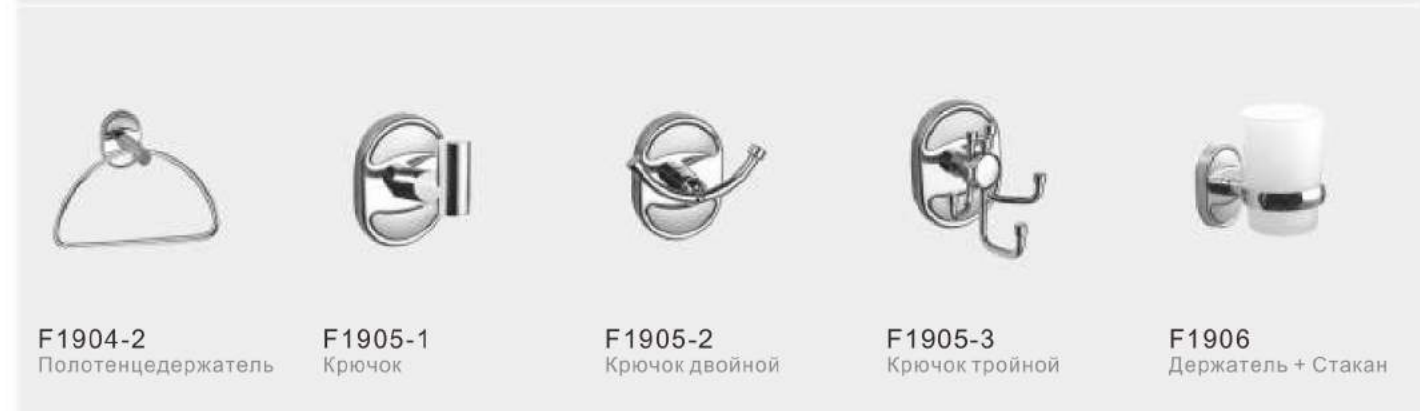 F1904-2
Полотенцедержатель
F1905-1
Крючок
F1905-2
Крючок двойной
F1905-3
Крючок тройной
F1906
Держатель + Стакан